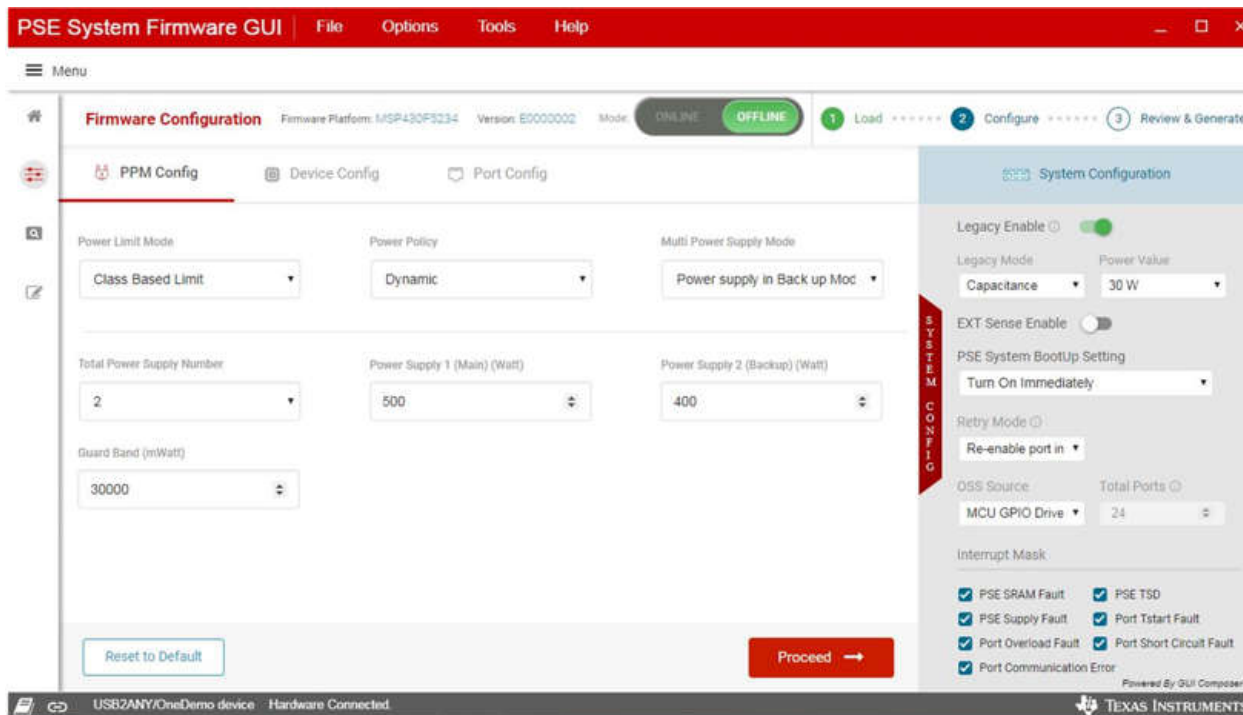 PSE System Firmware GUI File Options Tools Help
Menu
Firmware Configuration Firmware Platform: MSP430F5234 Version: E0000002 Mode: ONLINE OFFLINE 1 Load 2 Configure 3 Review & Generate
PPM Config Device Config Port Config
System Configuration
Power Limit Mode Power Policy Multi Power Supply Mode
Class Based Limit Dynamic Power supply in Back up Moc
Total Power Supply Number Power Supply 1 (Main) (Watt) Power Supply 2 (Backup) (Watt)
2 500 400
Guard Band (mWatt)
30000
Reset to Default Proceed
SYSTEM CONFIG
Legacy Enable
Legacy Mode Power Value
Capacitance 30 W
EXT Sense Enable
PSE System BootUp Setting
Turn On Immediately
Retry Mode
Re-enable port in
OSS Source Total Ports
MCU GPIO Drive 24
Interrupt Mask
PSE SRAM Fault PSE TSD
PSE Supply Fault Port Tstart Fault
Port Overload Fault Port Short Circuit Fault
Port Communication Error
Powered By GUI Composer
USB2ANY/OneDemo device Hardware Connected.
TEXAS INSTRUMENTS